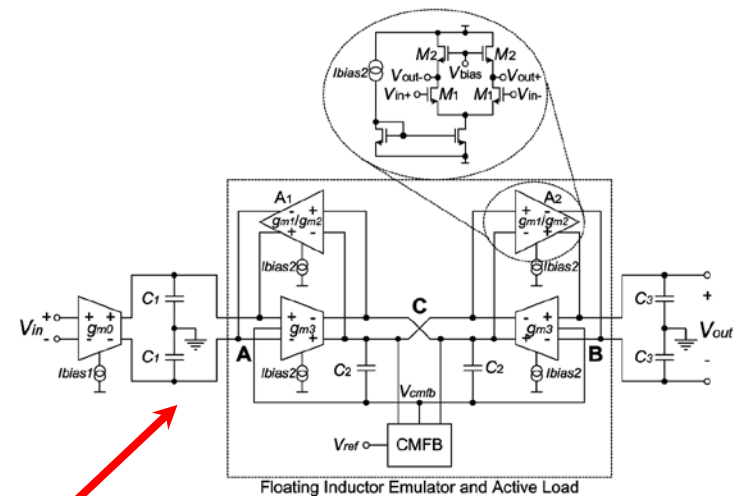 M2 M2
Ibias2 Vout- Vbias Vout+
Vin+ M1 M1 Vin-
A1 A2
- + + -
gm1/gm2 gm1/gm2
+ - - +
Ibias2 Ibias2
C1 C C3
Vin + + + + + + + + Vout
- - - gm0 - gm3 - - gm3 -
A B
C1 C3
Ibias1 Ibias2 C2 C2 Ibias2
Vcmfb
Vref CMFB
Floating Inductor Emulator and Active Load